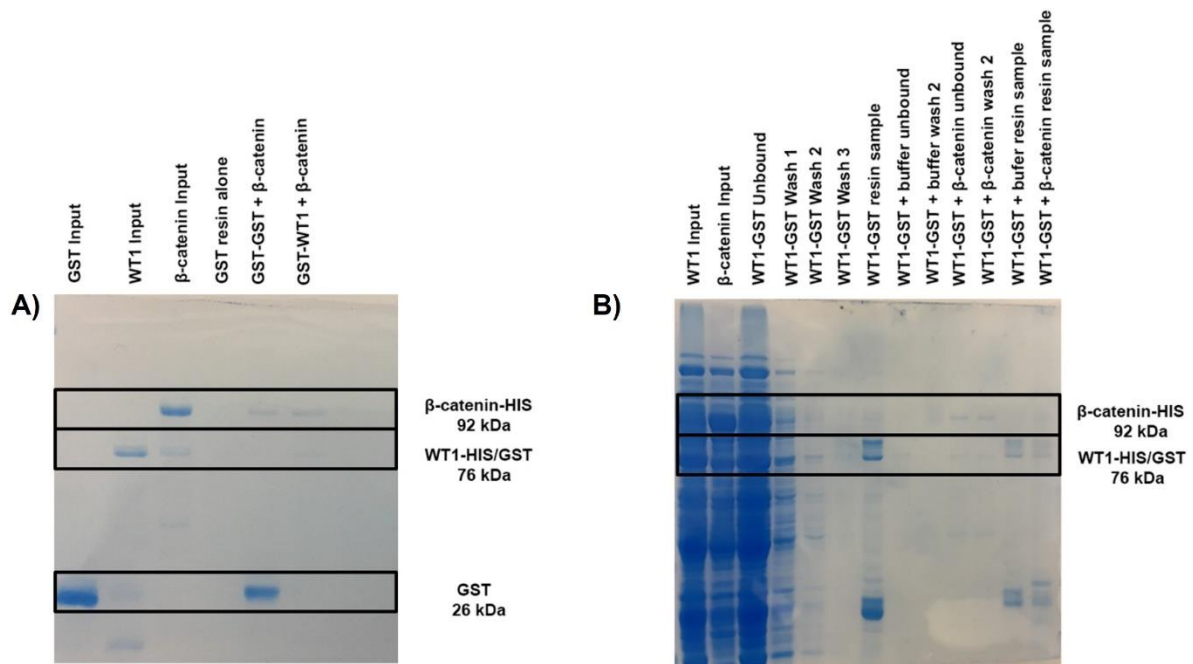 A)
GST Input
WT1 Input
β-catenin Input
GST resin alone
GST-GST + β-catenin
GST-WT1 + β-catenin
β-catenin-HIS
92 kDa
WT1-HIS/GST
76 kDa
GST
26 kDa
B)
WT1 Input
β-catenin Input
WT1-GST Unbound
WT1-GST Wash 1
WT1-GST Wash 2
WT1-GST Wash 3
WT1-GST resin sample
WT1-GST + buffer unbound
WT1-GST + buffer wash 2
WT1-GST + β-catenin unbound
WT1-GST + β-catenin wash 2
WT1-GST + bufer resin sample
WT1-GST + β-catenin resin sample
β-catenin-HIS
92 kDa
WT1-HIS/GST
76 kDa